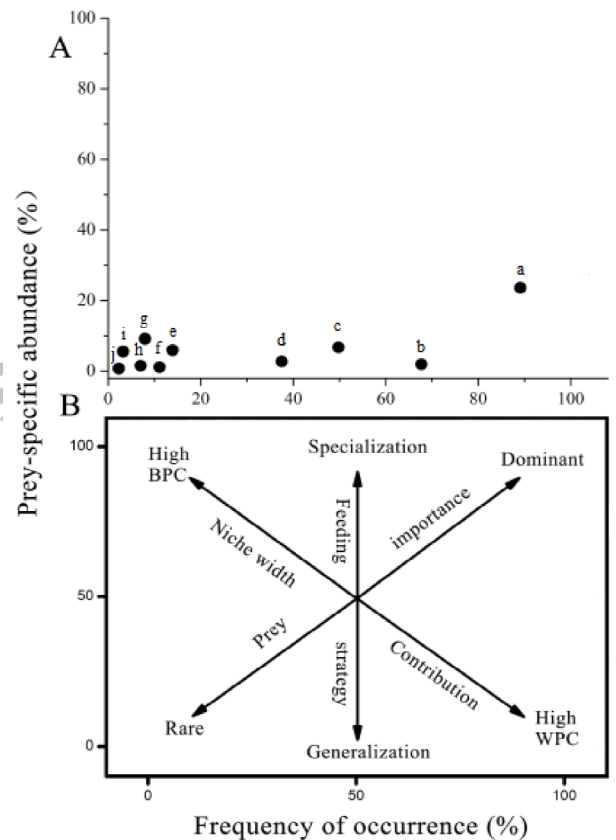 A
100
80
60
40
20
0
a
b
c
d
e
f
g
h
i
j
0 20 40 60 80 100
Prey-specific abundance (%)
B
100
50
0
High
BPC
Specialization
Dominant
Niche width
Feeding
importance
Prey
strategy
Contribution
Rare
Generalization
High
WPC
0 50 100
Frequency of occurrence (%)